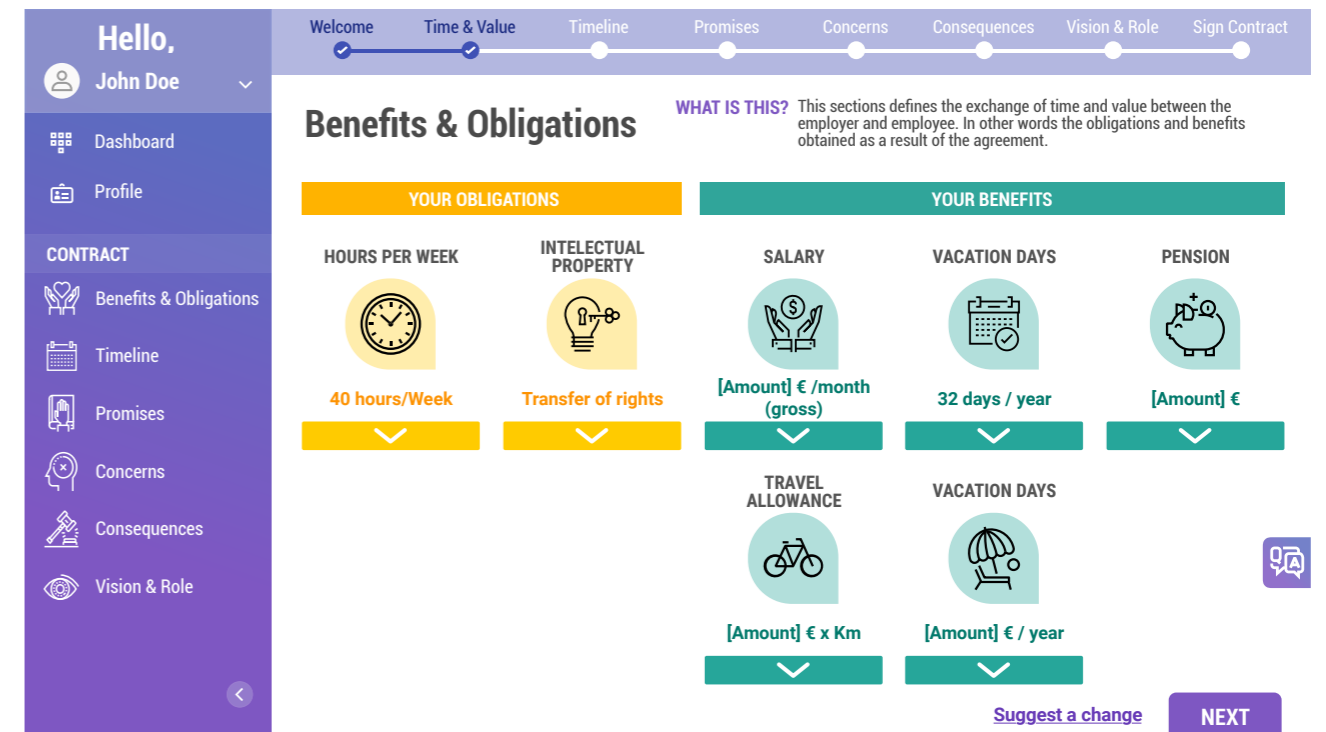 Hello,
John Doe
Dashboard
Profile
CONTRACT
Benefits & Obligations
Timeline
Promises
Concerns
Consequences
Vision & Role
Welcome
Time & Value
Timeline
Promises
Concerns
Consequences
Vision & Role
Sign Contract
Benefits & Obligations
WHAT IS THIS?
This sections defines the exchange of time and value between the
employer and employee. In other words the obligations and benefits
obtained as a result of the agreement.
YOUR OBLIGATIONS
HOURS PER WEEK
40 hours/Week
INTELECTUAL
PROPERTY
Transfer of rights
YOUR BENEFITS
SALARY
[Amount] € /month
(gross)
VACATION DAYS
32 days / year
PENSION
[Amount] €
TRAVEL
ALLOWANCE
[Amount] € x Km
VACATION DAYS
[Amount] € / year
Q
A
Suggest a change
NEXT